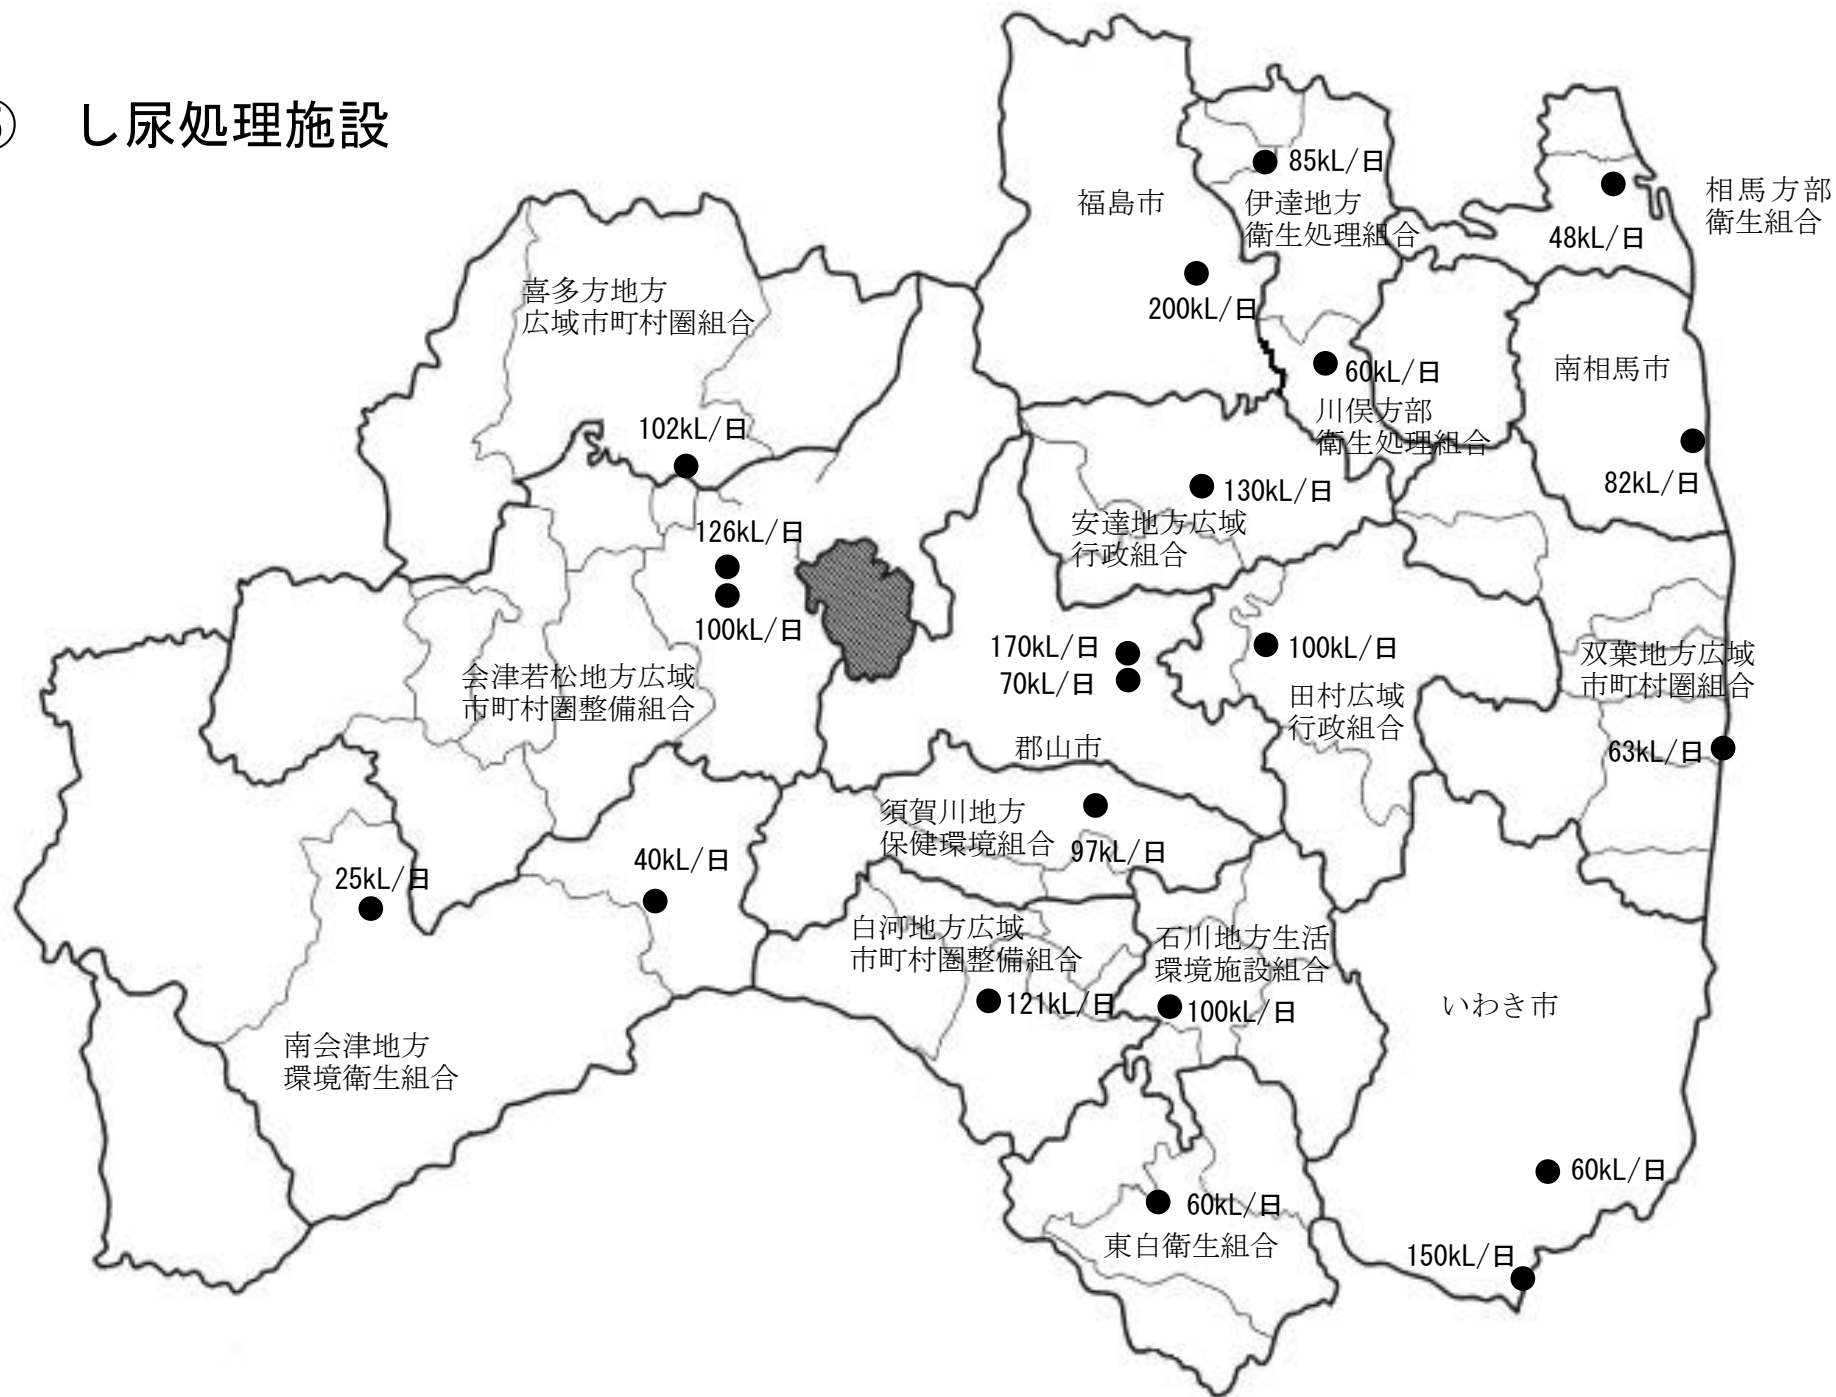 し尿処理施設
85kL/日
福島市
伊達地方
衛生処理組合
相馬方部
衛生組合
48kL/日
200kL/日
喜多方地方
広域市町村圏組合
60kL/日
川俣方部
衛生処理組合
南相馬市
82kL/日
102kL/日
130kL/日
安達地方広域
行政組合
126kL/日
100kL/日
会津若松地方広域
市町村圏整備組合
170kL/日
70kL/日
郡山市
100kL/日
田村広域
行政組合
双葉地方広域
市町村圏組合
63kL/日
須賀川地方
保健環境組合
97kL/日
25kL/日
40kL/日
白河地方広域
市町村圏整備組合
121kL/日
石川地方生活
環境施設組合
100kL/日
いわき市
南会津地方
環境衛生組合
60kL/日
60kL/日
東白衛生組合
150kL/日